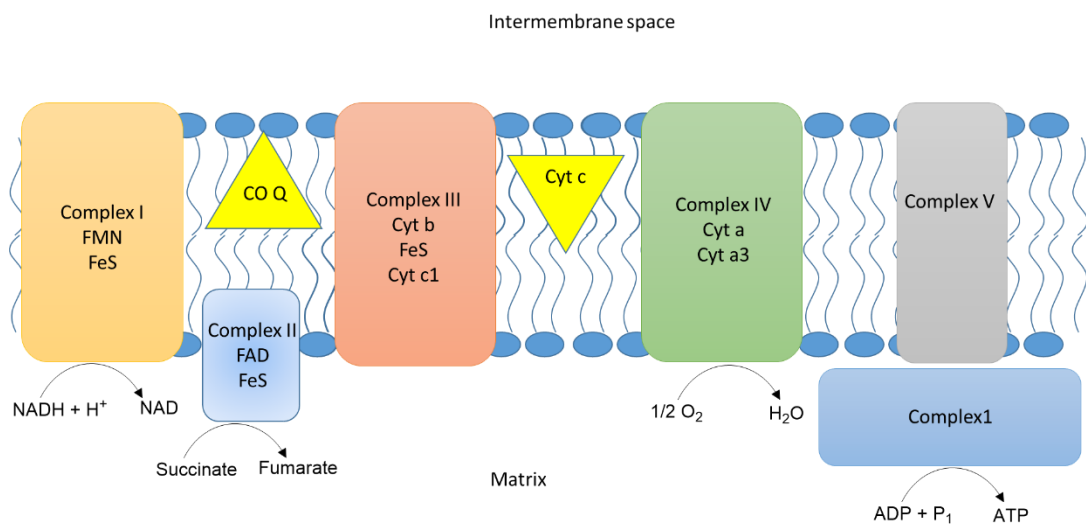 Intermembrane space
Complex I
FMN
FeS
CO Q
Complex II
FAD
FeS
Complex III
Cyt b
FeS
Cyt c1
Cyt c
Complex IV
Cyt a
Cyt a3
Complex V
Complex1
NADH + H⁺
NAD
Succinate
Fumarate
1/2 O₂
H₂O
ADP + P₁
ATP
Matrix